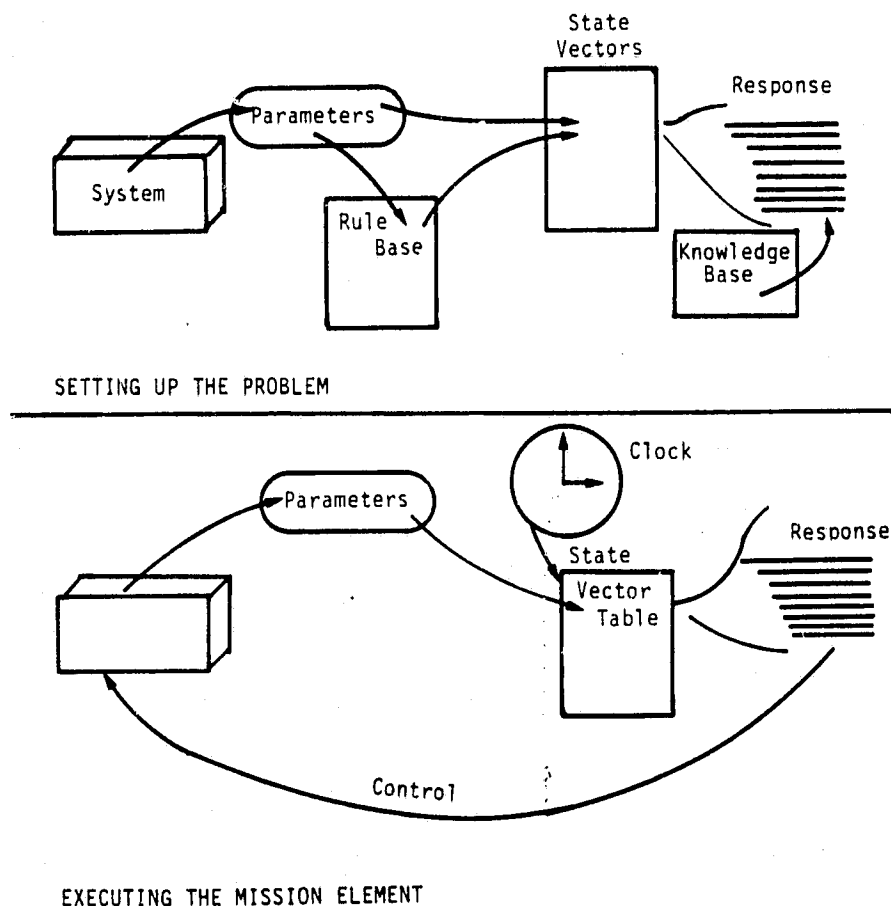 State
Vectors
Response
Parameters
System
Rule
Base
Knowledge
Base
SETTING UP THE PROBLEM
Clock
Parameters
Response
State
Vector
Table
Control
EXECUTING THE MISSION ELEMENT